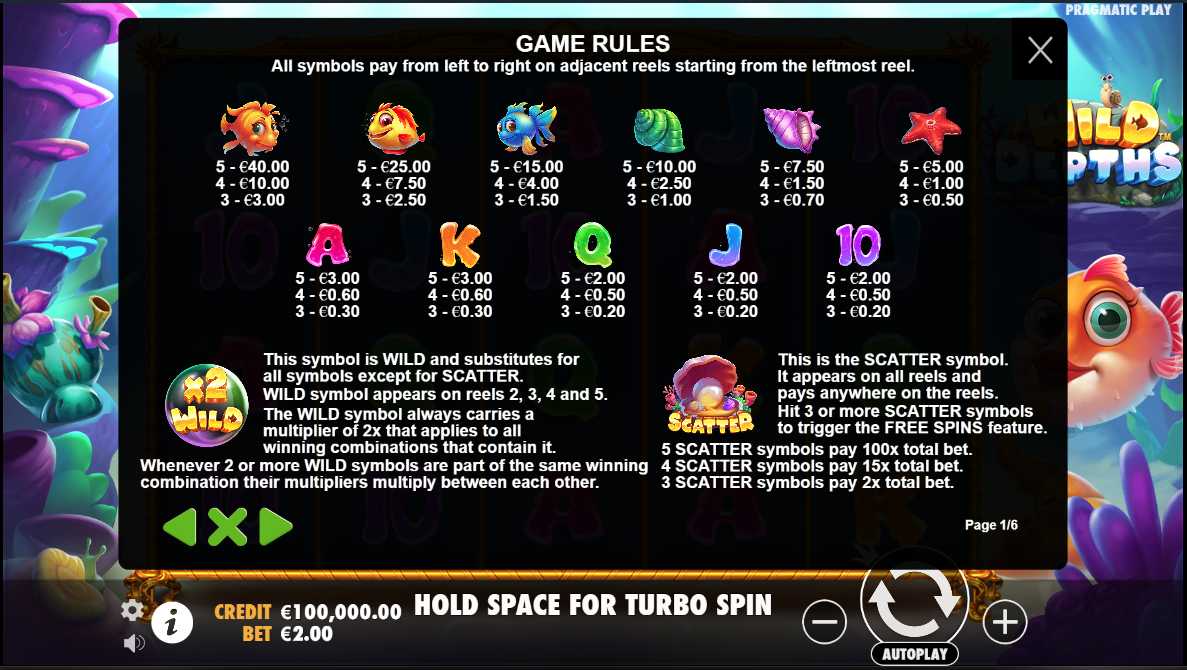 PRAGMATIC PLAY
GAME RULES
All symbols pay from left to right on adjacent reels starting from the leftmost reel.
5 - €40.00
4 - €10.00
3 - €3.00
5 - €25.00
4 - €7.50
3 - €2.50
5 - €15.00
4 - €4.00
3 - €1.50
5 - €10.00
4 - €2.50
3 - €1.00
5 - €7.50
4 - €1.50
3 - €0.70
5 - €5.00
4 - €1.00
3 - €0.50
WILD
DEPTHS™
A
5 - €3.00
4 - €0.60
3 - €0.30
K
5 - €3.00
4 - €0.60
3 - €0.30
Q
5 - €2.00
4 - €0.50
3 - €0.20
J
5 - €2.00
4 - €0.50
3 - €0.20
10
5 - €2.00
4 - €0.50
3 - €0.20
x2
WILD
This symbol is WILD and substitutes for
all symbols except for SCATTER.
WILD symbol appears on reels 2, 3, 4 and 5.
The WILD symbol always carries a
multiplier of 2x that applies to all
winning combinations that contain it.
Whenever 2 or more WILD symbols are part of the same winning
combination their multipliers multiply between each other.
SCATTER
This is the SCATTER symbol.
It appears on all reels and
pays anywhere on the reels.
Hit 3 or more SCATTER symbols
to trigger the FREE SPINS feature.
5 SCATTER symbols pay 100x total bet.
4 SCATTER symbols pay 15x total bet.
3 SCATTER symbols pay 2x total bet.
Page 1/6
i
CREDIT €100,000.00
BET €2.00
HOLD SPACE FOR TURBO SPIN
AUTOPLAY